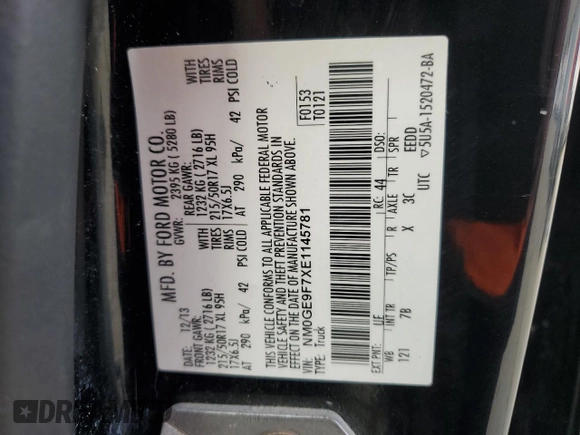 MFD. BY FORD MOTOR CO.
DATE: 12/13 GVWR: 2395 KG ( 5280 LB)
FRONT GAWR: REAR GAWR:
1232 KG ( 2716 LB) WITH 1232 KG ( 2716 LB) WITH
215/50R17 XL 95H TIRES 215/50R17 XL 95H TIRES
17X6.5J RIMS 17X6.5J RIMS
AT 290 kPa/ 42 PSI COLD AT 290 kPa/ 42 PSI COLD
THIS VEHICLE CONFORMS TO ALL APPLICABLE FEDERAL MOTOR
VEHICLE SAFETY AND THEFT PREVENTION STANDARDS IN
EFFECT ON THE DATE OF MANUFACTURE SHOWN ABOVE.
F0153
T0121
VIN: NM0GE9F7XE1145781
TYPE: Truck
EXT PNT: UE RC: 44 DSO:
WB INT TR TP/PS R AXLE TR SPR
121 7B X 3C EEDD
UTC ▽5U5A-1520472-BA